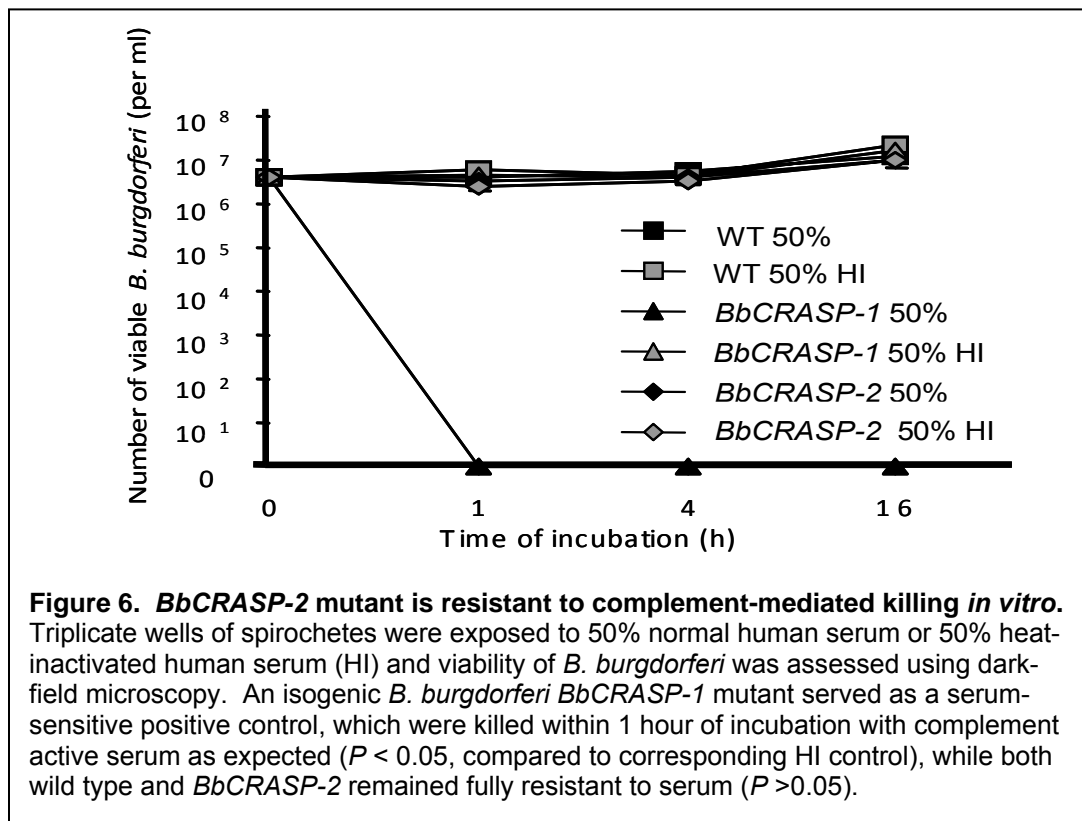 Number of viable B. burgdorferi (per ml)
10 8
10 7
10 6
10 5
10 4
10 3
10 2
10 1
0
WT 50%
WT 50% HI
BbCRASP-1 50%
BbCRASP-1 50% HI
BbCRASP-2 50%
BbCRASP-2 50% HI
0 1 4 1 6
Time of incubation (h)
Figure 6. BbCRASP-2 mutant is resistant to complement-mediated killing in vitro.
Triplicate wells of spirochetes were exposed to 50% normal human serum or 50% heat-
inactivated human serum (HI) and viability of B. burgdorferi was assessed using dark-
field microscopy. An isogenic B. burgdorferi BbCRASP-1 mutant served as a serum-
sensitive positive control, which were killed within 1 hour of incubation with complement
active serum as expected (P < 0.05, compared to corresponding HI control), while both
wild type and BbCRASP-2 remained fully resistant to serum (P >0.05).